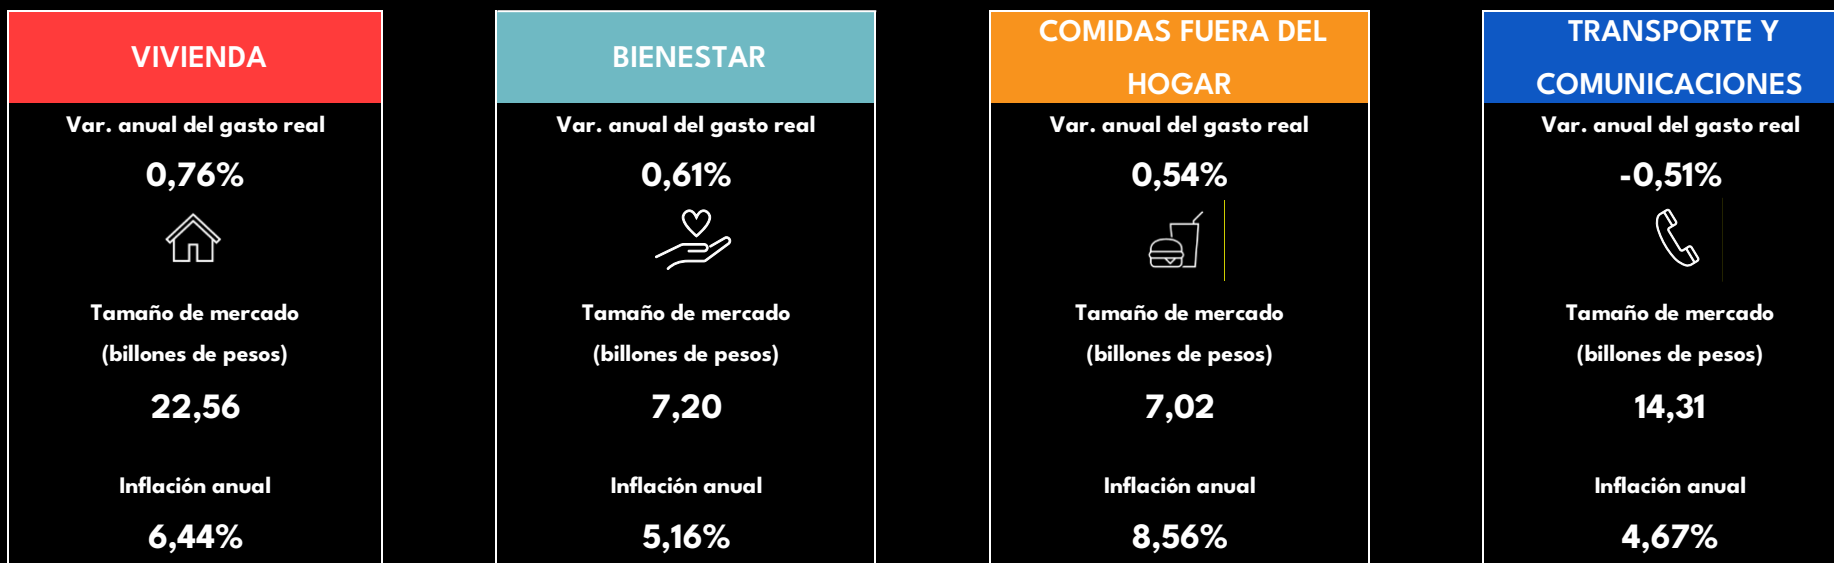 VIVIENDA
Var. anual del gasto real
0,76%
Tamaño de mercado
(billones de pesos)
22,56
Inflación anual
6,44%
BIENESTAR
Var. anual del gasto real
0,61%
Tamaño de mercado
(billones de pesos)
7,20
Inflación anual
5,16%
COMIDAS FUERA DEL
HOGAR
Var. anual del gasto real
0,54%
Tamaño de mercado
(billones de pesos)
7,02
Inflación anual
8,56%
TRANSPORTE Y
COMUNICACIONES
Var. anual del gasto real
-0,51%
Tamaño de mercado
(billones de pesos)
14,31
Inflación anual
4,67%